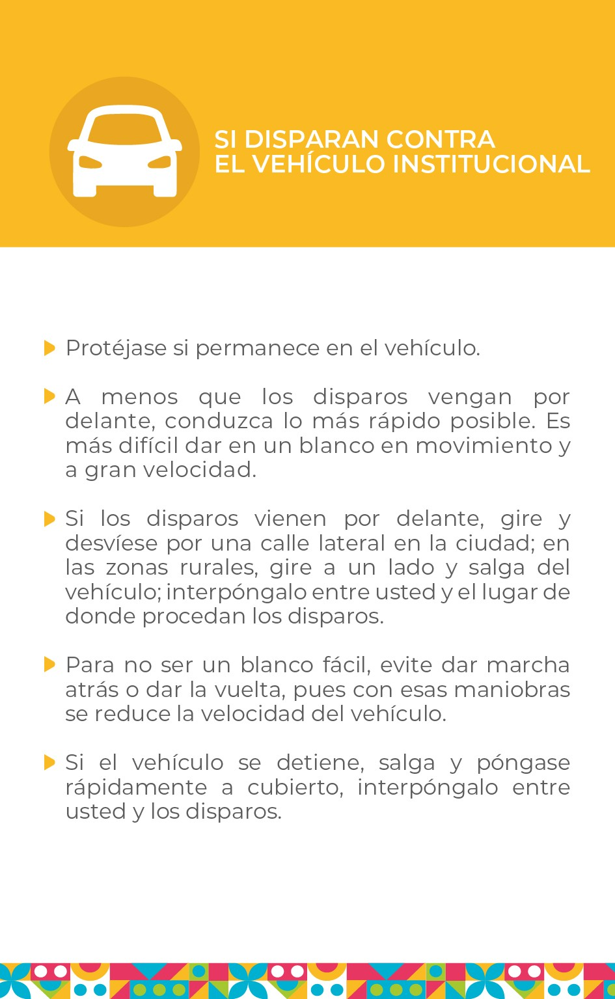 SI DISPARAN CONTRA
EL VEHÍCULO INSTITUCIONAL
Protéjase si permanece en el vehículo.
A menos que los disparos vengan por
delante, conduzca lo más rápido posible. Es
más difícil dar en un blanco en movimiento y
a gran velocidad.
Si los disparos vienen por delante, gire y
desvíese por una calle lateral en la ciudad; en
las zonas rurales, gire a un lado y salga del
vehículo; interpóngalo entre usted y el lugar de
donde procedan los disparos.
Para no ser un blanco fácil, evite dar marcha
atrás o dar la vuelta, pues con esas maniobras
se reduce la velocidad del vehículo.
Si el vehículo se detiene, salga y póngase
rápidamente a cubierto, interpóngalo entre
usted y los disparos.